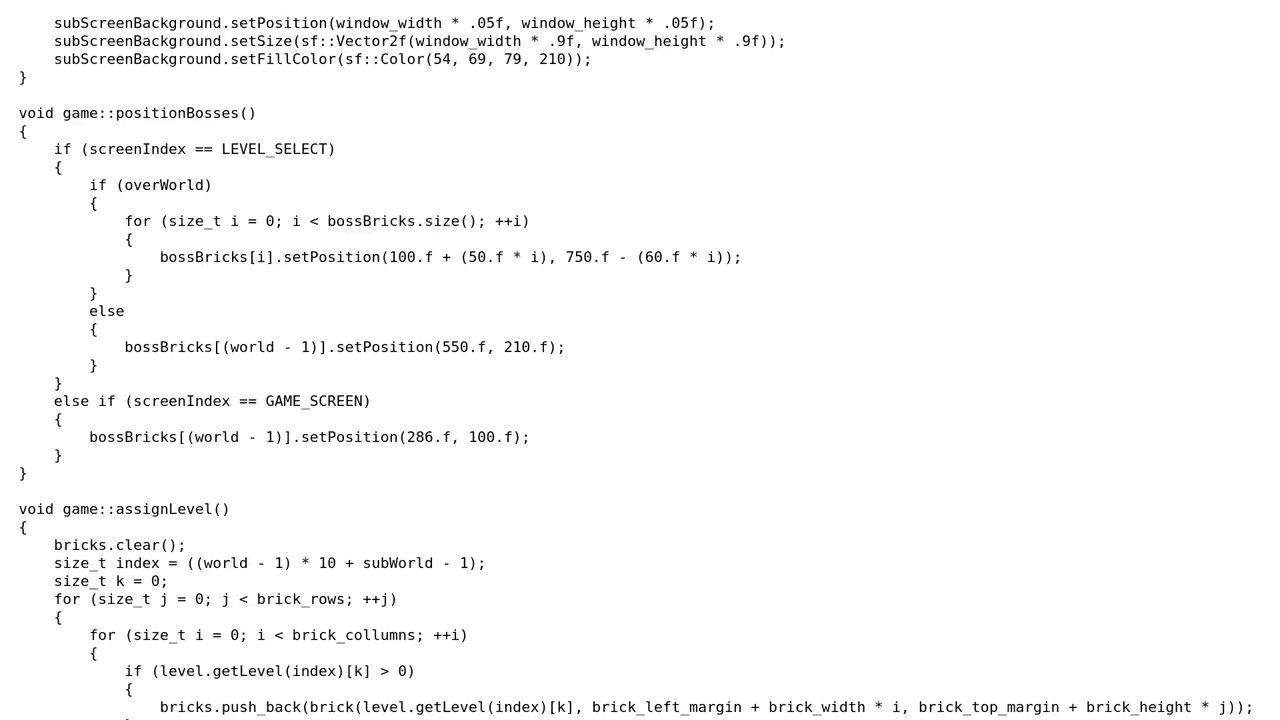 subScreenBackground.setPosition(window_width * .05f, window_height * .05f);
    subScreenBackground.setSize(sf::Vector2f(window_width * .9f, window_height * .9f));
    subScreenBackground.setFillColor(sf::Color(54, 69, 79, 210));
}

void game::positionBosses()
{
    if (screenIndex == LEVEL_SELECT)
    {
        if (overWorld)
        {
            for (size_t i = 0; i < bossBricks.size(); ++i)
            {
                bossBricks[i].setPosition(100.f + (50.f * i), 750.f - (60.f * i));
            }
        }
        else
        {
            bossBricks[(world - 1)].setPosition(550.f, 210.f);
        }
    }
    else if (screenIndex == GAME_SCREEN)
    {
        bossBricks[(world - 1)].setPosition(286.f, 100.f);
    }
}

void game::assignLevel()
{
    bricks.clear();
    size_t index = ((world - 1) * 10 + subWorld - 1);
    size_t k = 0;
    for (size_t j = 0; j < brick_rows; ++j)
    {
        for (size_t i = 0; i < brick_collumns; ++i)
        {
            if (level.getLevel(index)[k] > 0)
            {
                bricks.push_back(brick(level.getLevel(index)[k], brick_left_margin + brick_width * i, brick_top_margin + brick_height * j));